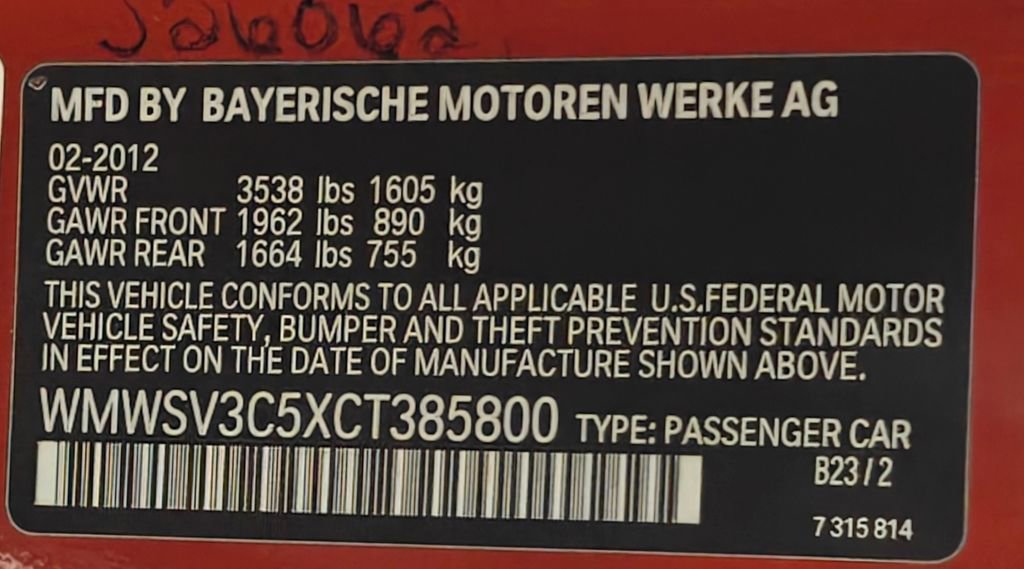 J26062
MFD BY BAYERISCHE MOTOREN WERKE AG
02-2012
GVWR 3538 lbs 1605 kg
GAWR FRONT 1962 lbs 890 kg
GAWR REAR 1664 lbs 755 kg
THIS VEHICLE CONFORMS TO ALL APPLICABLE U.S.FEDERAL MOTOR
VEHICLE SAFETY, BUMPER AND THEFT PREVENTION STANDARDS
IN EFFECT ON THE DATE OF MANUFACTURE SHOWN ABOVE.
WMWSV3C5XCT385800 TYPE: PASSENGER CAR
B23/2
7 315 814